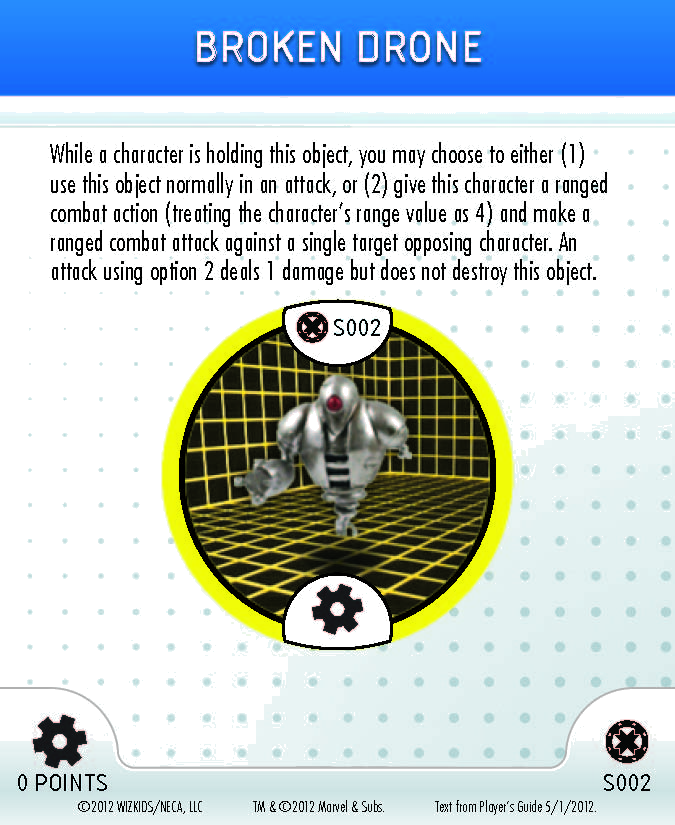 BROKEN DRONE
While a character is holding this object, you may choose to either (1)
use this object normally in an attack, or (2) give this character a ranged
combat action (treating the character's range value as 4) and make a
ranged combat attack against a single target opposing character. An
attack using option 2 deals 1 damage but does not destroy this object.
S002
0 POINTS
S002
©2012 WIZKIDS/NECA, LLC TM & ©2012 Marvel & Subs. Text from Player's Guide 5/1/2012.